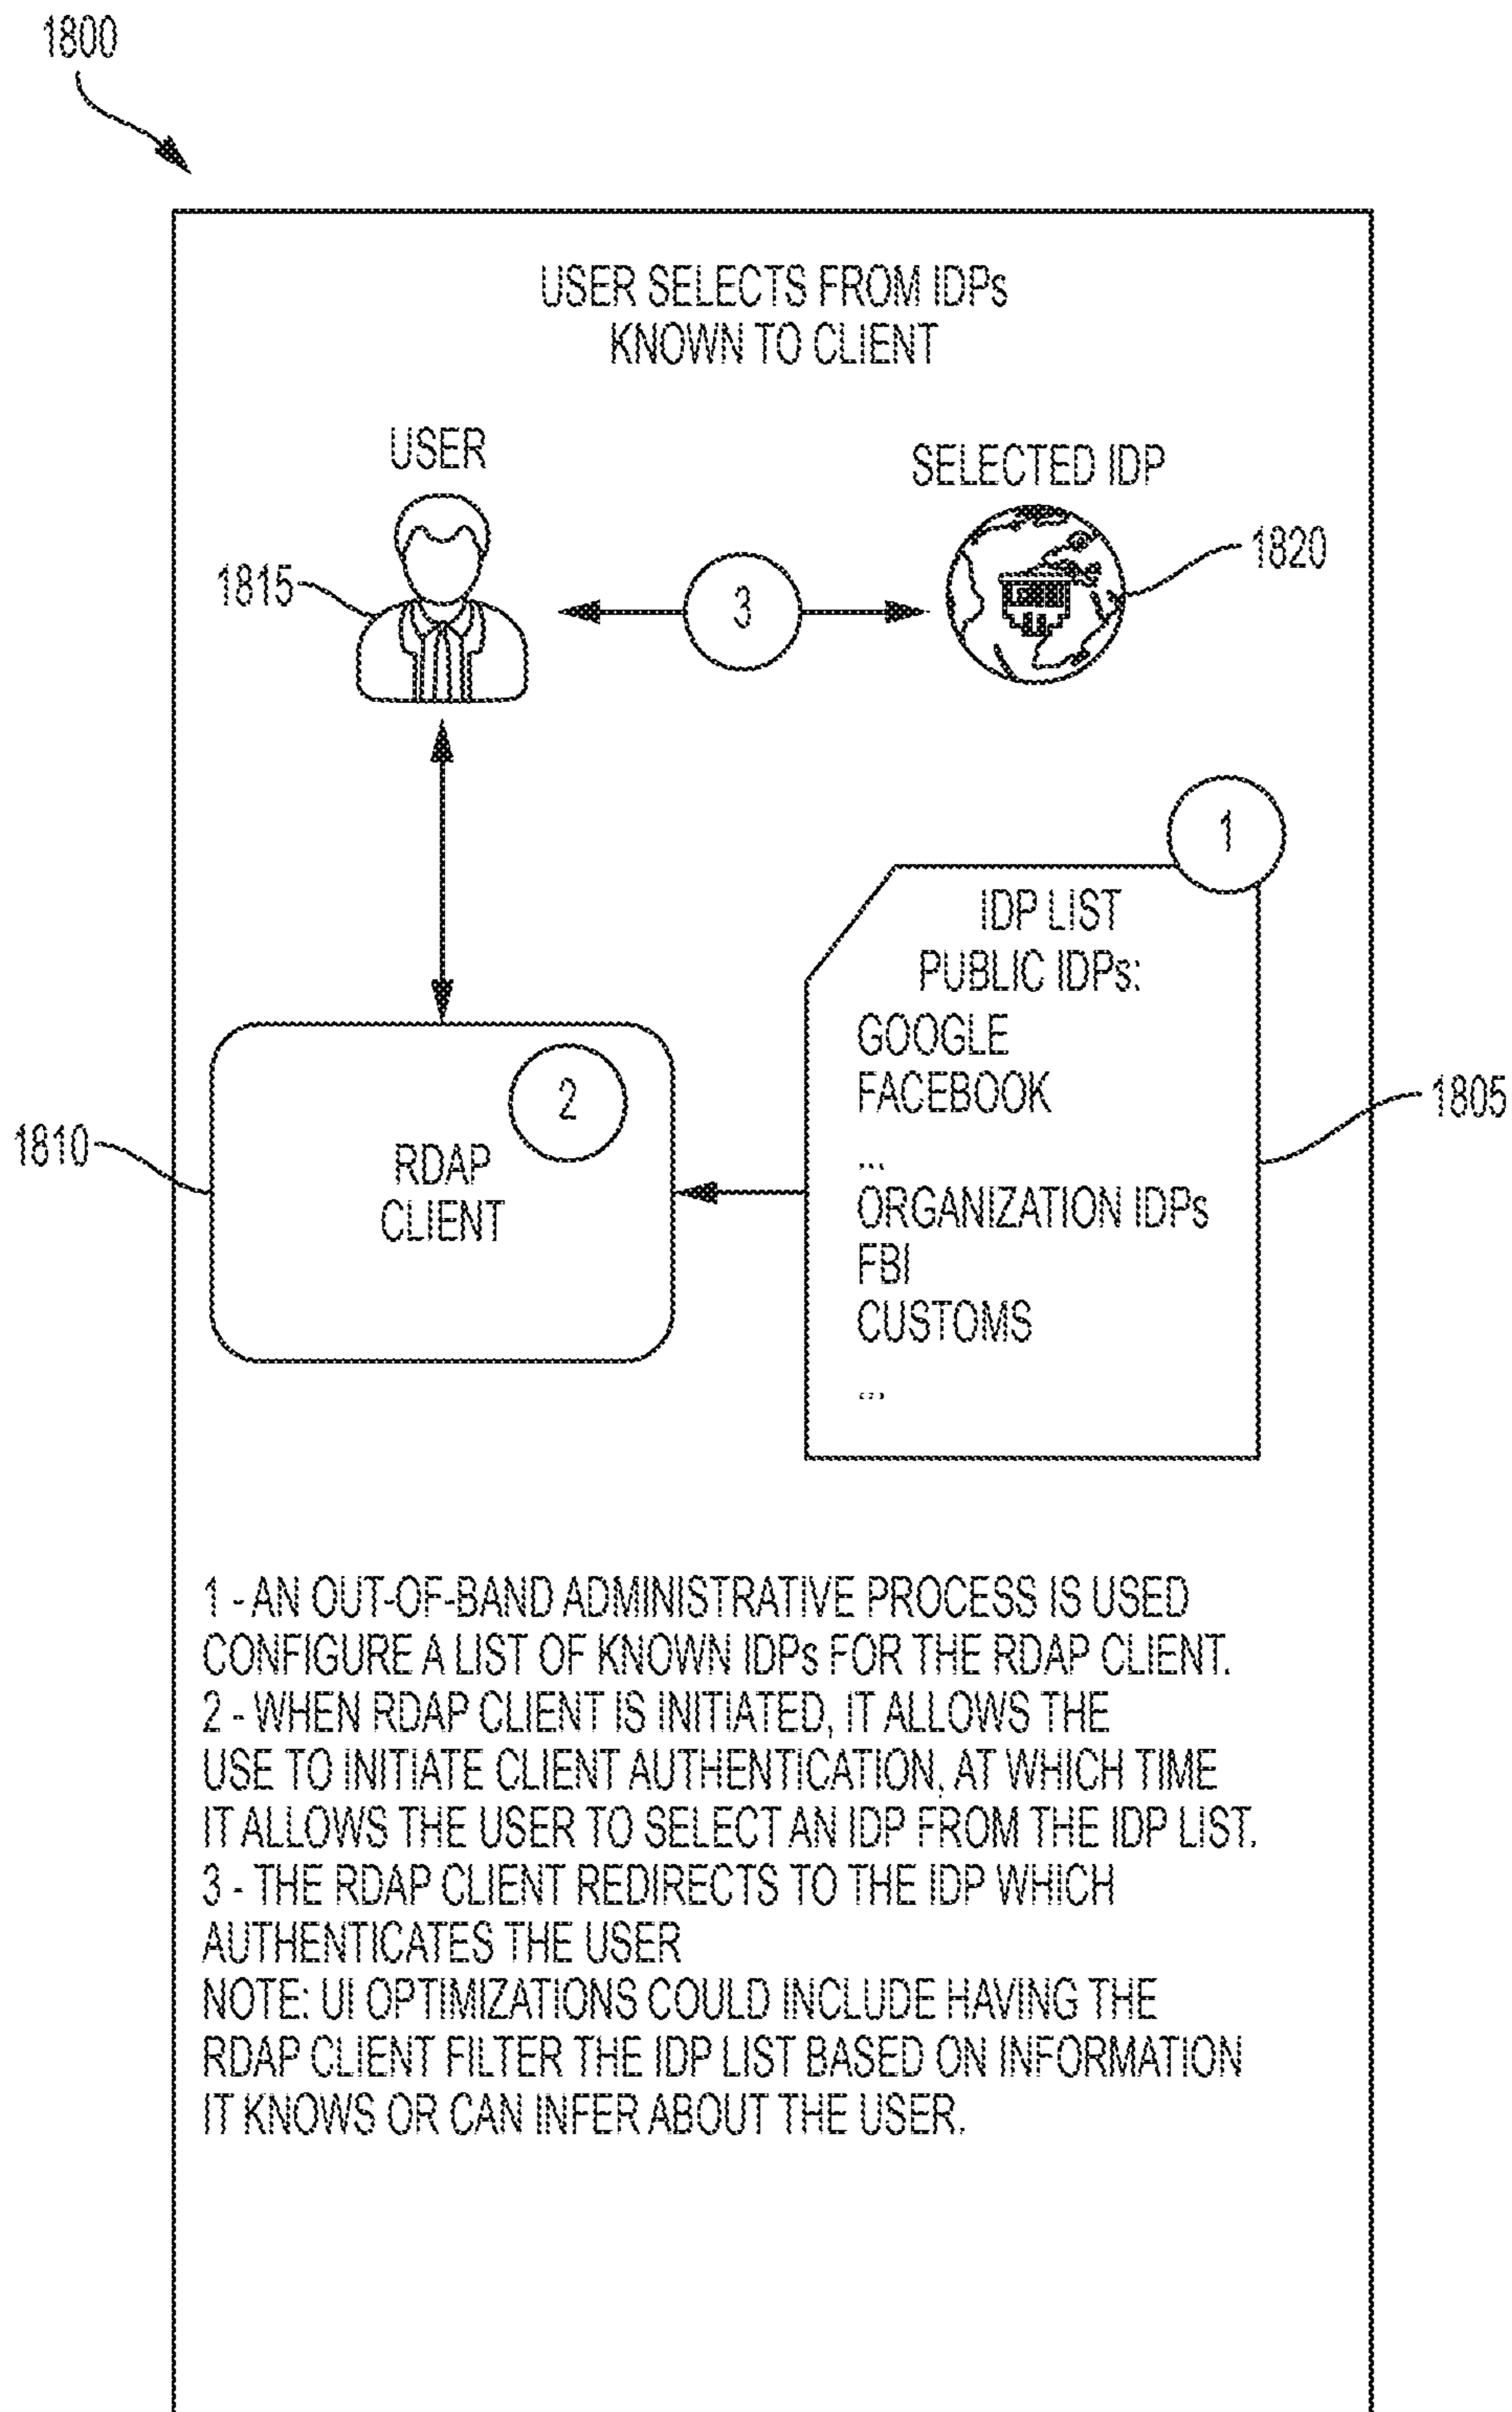 1800
USER SELECTS FROM IDPs
KNOWN TO CLIENT
USER
SELECTED IDP
1815
3
1820
1
IDP LIST
PUBLIC IDPs:
GOOGLE
FACEBOOK
...
ORGANIZATION IDPs
FBI
CUSTOMS
...
1805
2
RDAP
CLIENT
1810
1 - AN OUT-OF-BAND ADMINISTRATIVE PROCESS IS USED
CONFIGURE A LIST OF KNOWN IDPs FOR THE RDAP CLIENT.
2 - WHEN RDAP CLIENT IS INITIATED, IT ALLOWS THE
USE TO INITIATE CLIENT AUTHENTICATION, AT WHICH TIME
IT ALLOWS THE USER TO SELECT AN IDP FROM THE IDP LIST.
3 - THE RDAP CLIENT REDIRECTS TO THE IDP WHICH
AUTHENTICATES THE USER
NOTE: UI OPTIMIZATIONS COULD INCLUDE HAVING THE
RDAP CLIENT FILTER THE IDP LIST BASED ON INFORMATION
IT KNOWS OR CAN INFER ABOUT THE USER.